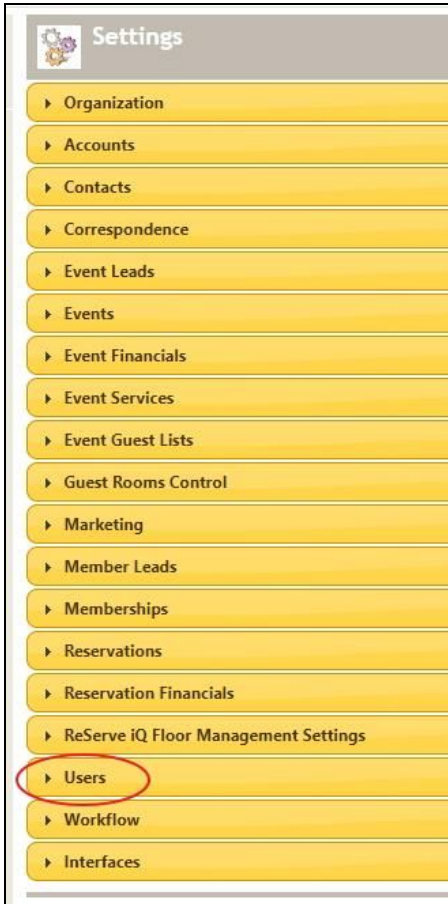 Settings
Organization
Accounts
Contacts
Correspondence
Event Leads
Events
Event Financials
Event Services
Event Guest Lists
Guest Rooms Control
Marketing
Member Leads
Memberships
Reservations
Reservation Financials
ReServe iQ Floor Management Settings
Users
Workflow
Interfaces